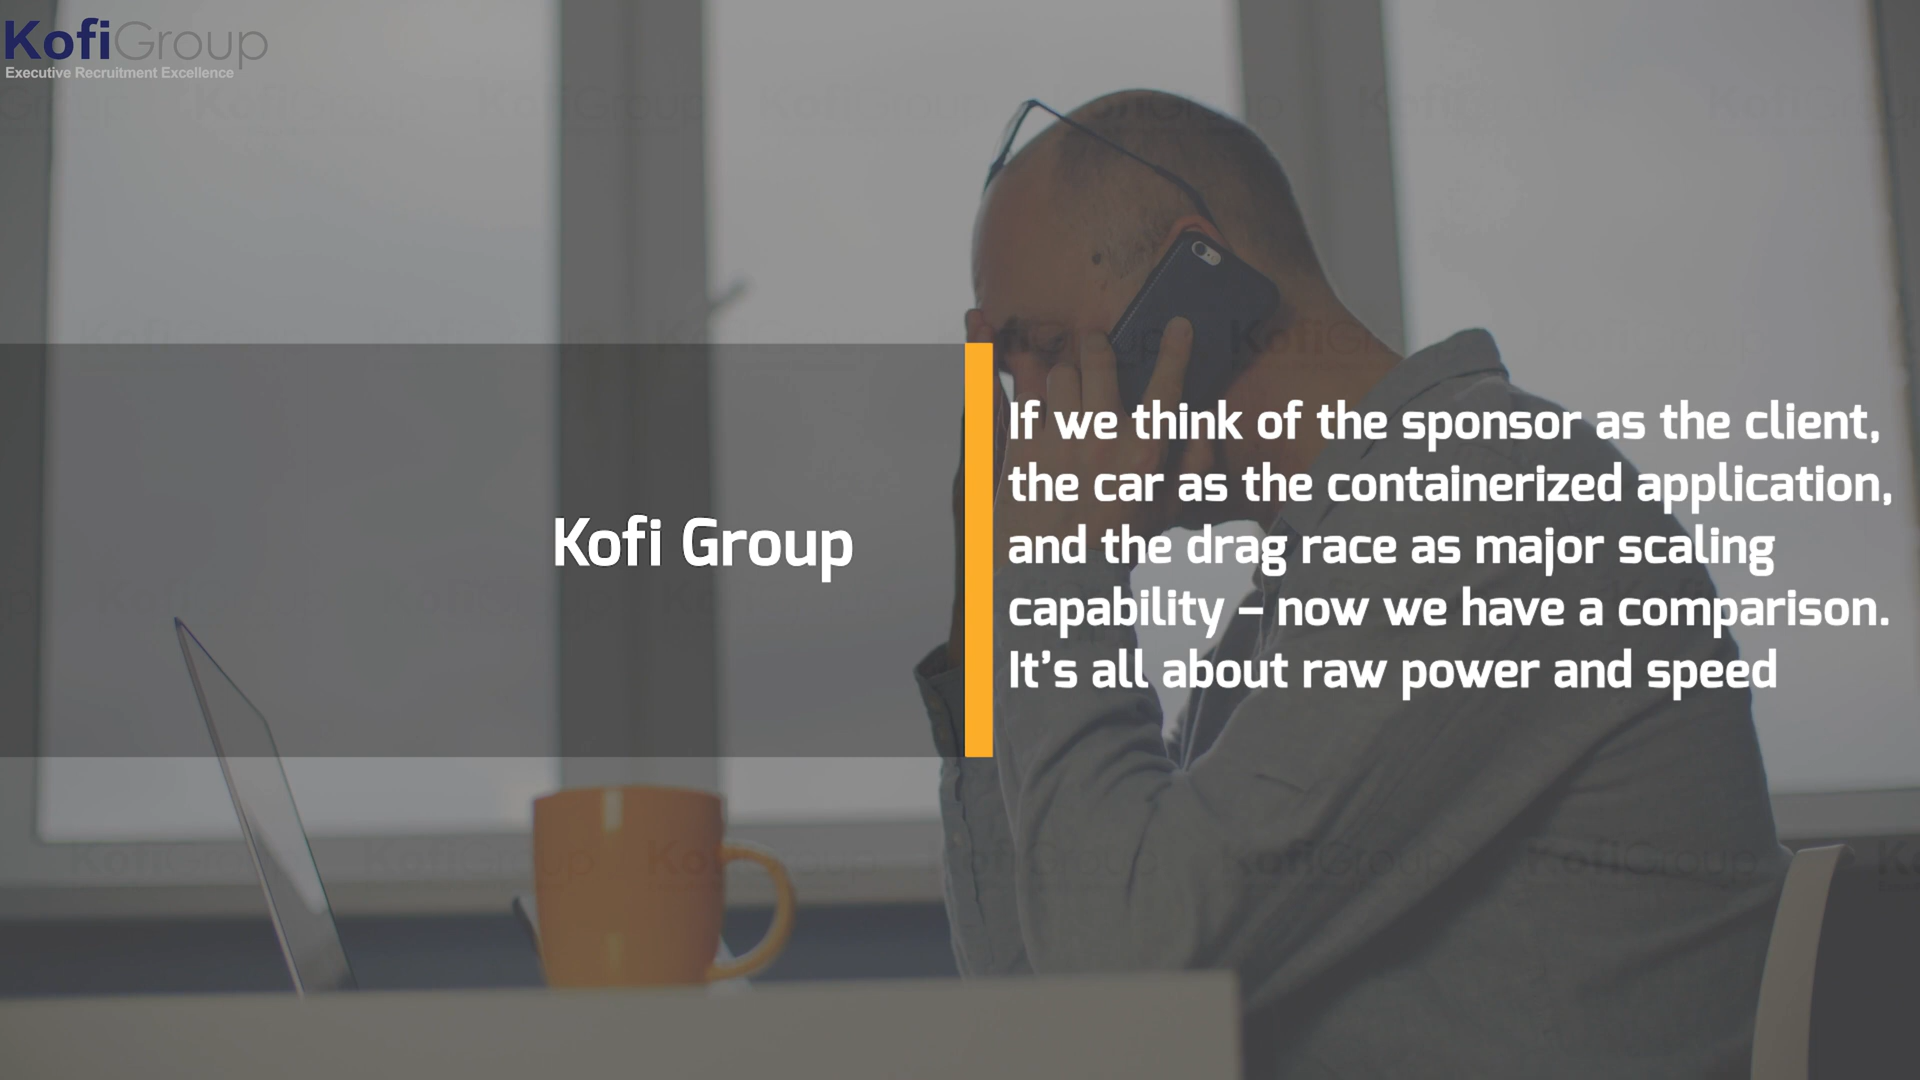 KofiGroup
Executive Recruitment Excellence
Kofi Group
If we think of the sponsor as the client,
the car as the containerized application,
and the drag race as major scaling
capability – now we have a comparison.
It’s all about raw power and speed